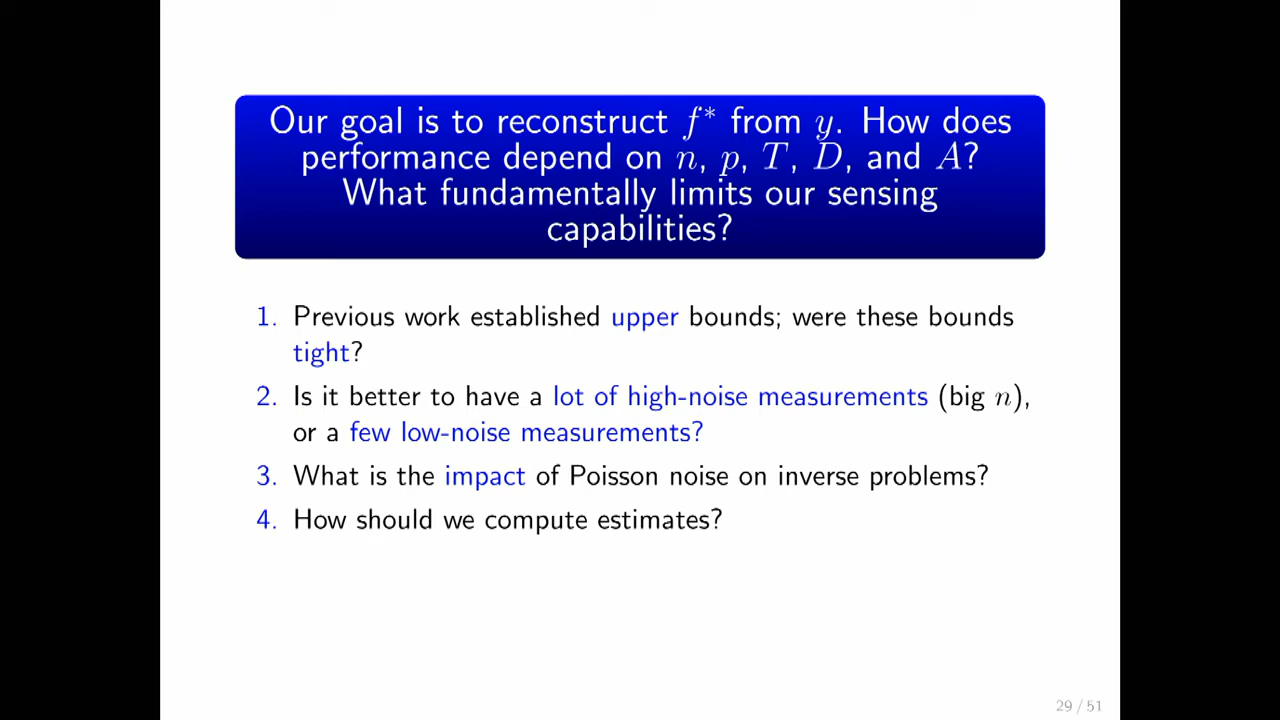 Our goal is to reconstruct f* from y. How does
performance depend on n, p, T, D, and A?
What fundamentally limits our sensing
capabilities?
1. Previous work established upper bounds; were these bounds
tight?
2. Is it better to have a lot of high-noise measurements (big n),
or a few low-noise measurements?
3. What is the impact of Poisson noise on inverse problems?
4. How should we compute estimates?
29 / 51